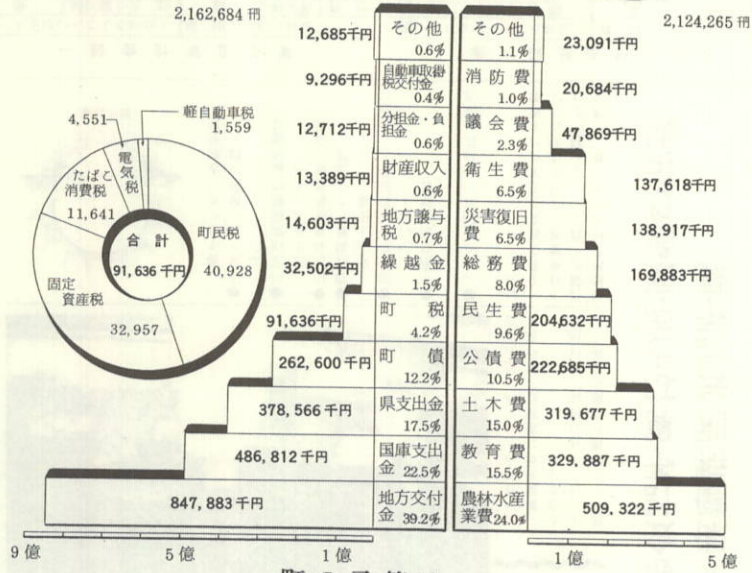 2,162,684 千円
2,124,265 千円
12,685千円
その他
0.6%
その他
1.1%
23,091千円
9,296千円
自動車取得
税交付金
0.4%
消防費
1.0%
20,684千円
12,712千円
分担金・負
担金
0.6%
議会費
2.3%
47,869千円
13,389千円
財産収入
0.6%
衛生費
6.5%
137,618千円
14,603千円
地方譲与
税 0.7%
災害復旧
費 6.5%
138,917千円
32,502千円
繰越金
1.5%
総務費
8.0%
169,883千円
91,636千円
町税
4.2%
民生費
9.6%
204,632千円
262,600千円
町債
12.2%
公債費
10.5%
222,685千円
378,566千円
県支出金
17.5%
土木費
15.0%
319,677千円
486,812千円
国庫支出
金 22.5%
教育費
15.5%
329,887千円
847,883千円
地方交付
金 39.2%
農林水産
業費24.0%
509,322千円
9億
5億
1億
1億
5億
軽自動車税
1,559
4,551
電気税
たばこ
消費税
11,641
町民税
40,928
固定
資産税
32,957
合計
91,636千円